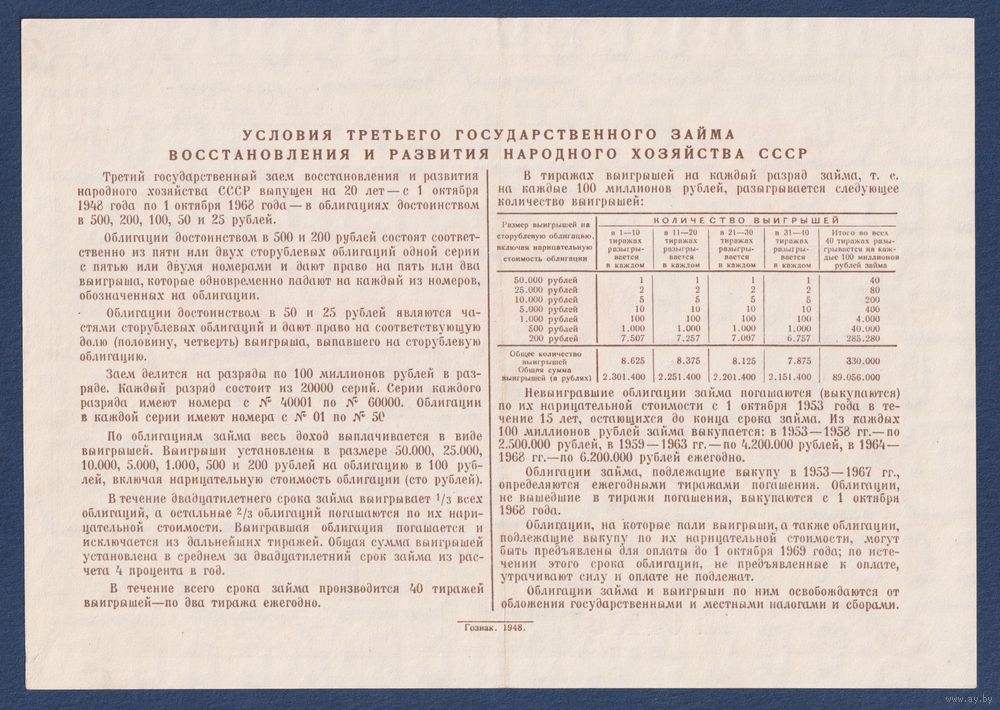 УСЛОВИЯ ТРЕТЬЕГО ГОСУДАРСТВЕННОГО ЗАЙМА
ВОССТАНОВЛЕНИЯ И РАЗВИТИЯ НАРОДНОГО ХОЗЯЙСТВА СССР
Третий государственный заем восстановления и развития
народного хозяйства СССР выпущен на 20 лет — с 1 октября
1948 года по 1 октября 1968 года — в облигациях достоинством
в 500, 200, 100, 50 и 25 рублей.
Облигации достоинством в 500 и 200 рублей состоят соответ-
ственно из пяти или двух сторублевых облигаций одной серии
с пятью или двумя номерами и дают право на пять или два
выигрыша, которые одновременно падают на каждый из номеров,
обозначенных на облигации.
Облигации достоинством в 50 и 25 рублей являются ча-
стями сторублевых облигаций и дают право на соответствующую
долю (половину, четверть) выигрыша, выпавшего на сторублевую
облигацию.
Заем делится на разряды по 100 миллионов рублей в раз-
ряде. Каждый разряд состоит из 20000 серий. Серии каждого
разряда имеют номера с № 40001 по № 60000. Облигации
в каждой серии имеют номера с № 01 по № 50
По облигациям займа весь доход выплачивается в виде
выигрышей. Выигрыши установлены в размере 50.000, 25.000,
10.000, 5.000, 1.000, 500 и 200 рублей на облигацию в 100 руб-
лей, включая нарицательную стоимость облигации (сто рублей).
В течение двадцатилетнего срока займа выигрывает 1/3 всех
облигаций, а остальные 2/3 облигаций погашаются по их нари-
цательной стоимости. Выигравшая облигация погашается и
исключается из дальнейших тиражей. Общая сумма выигрышей
установлена в среднем за двадцатилетний срок займа из рас-
чета 4 процента в год.
В течение всего срока займа производится 40 тиражей
выигрышей—по два тиража ежегодно.
В тиражах выигрышей на каждый разряд займа, т. е.
на каждые 100 миллионов рублей, разыгрывается следующее
количество выигрышей:
Размер выигрышей на
сторублевую облигацию,
включая нарицательную
стоимость облигации
КОЛИЧЕСТВО ВЫИГРЫШЕЙ
в 1—10
тиражах
разыгры-
вается
в каждом
в 11—20
тиражах
разыгры-
вается
в каждом
в 21—30
тиражах
разыгры-
вается
в каждом
в 31—40
тиражах
разыгры-
вается
в каждом
Итого во всех
40 тиражах разы-
грывается на каж-
дые 100 миллионов
рублей займа
50.000 рублей 1 1 1 1 40
25.000 рублей 2 2 2 2 80
10.000 рублей 5 5 5 5 200
5.000 рублей 10 10 10 10 400
1.000 рублей 100 100 100 100 4.000
500 рублей 1.000 1.000 1.000 1.000 40.000
200 рублей 7.507 7.257 7.007 6.757 285.280
Общее количество
выигрышей 8.625 8.375 8.125 7.875 330.000
Общая сумма
выигрышей (в рублях) 2.301.400 2.251.400 2.201.400 2.151.400 89.056.000
Невыигравшие облигации займа погашаются (выкупаются)
по их нарицательной стоимости с 1 октября 1953 года в те-
чение 15 лет, остающихся до конца срока займа. Из каждых
100 миллионов рублей займа выкупается: в 1953—1958 гг.—по
2.500.000 рублей, в 1959—1963 гг.—по 4.200.000 рублей, в 1964—
1968 гг.—по 6.200.000 рублей ежегодно.
Облигации займа, подлежащие выкупу в 1953—1967 гг.,
определяются ежегодными тиражами погашения. Облигации,
не вышедшие в тиражи погашения, выкупаются с 1 октября
1968 года.
Облигации, на которые пали выигрыши, а также облигации,
подлежащие выкупу по их нарицательной стоимости, могут
быть предъявлены для оплаты до 1 октября 1969 года; по исте-
чении этого срока облигации, не предъявленные к оплате,
утрачивают силу и оплате не подлежат.
Облигации займа и выигрыши по ним освобождаются от
обложения государственными и местными налогами и сборами.
Гознак. 1948.
www.ay.by